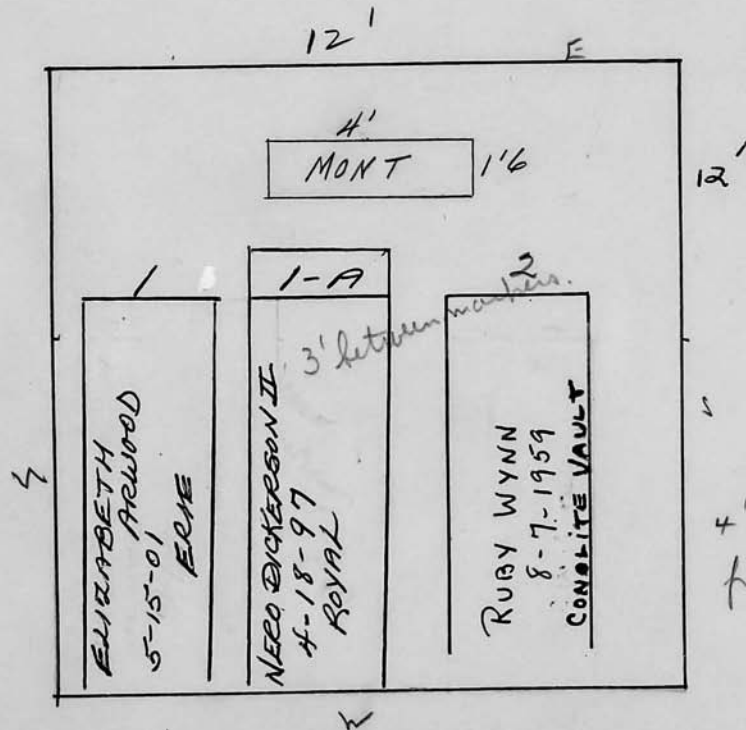 12'
E
4'
MONT
1'6
12'
1
1-A
2
3' between markers.
ELIZABETH
ARWOOD
5-15-01
ERIE
NERO DICKERSON II
4-18-97
ROYAL
RUBY WYNN
8-7-1959
CONOLITE VAULT
W